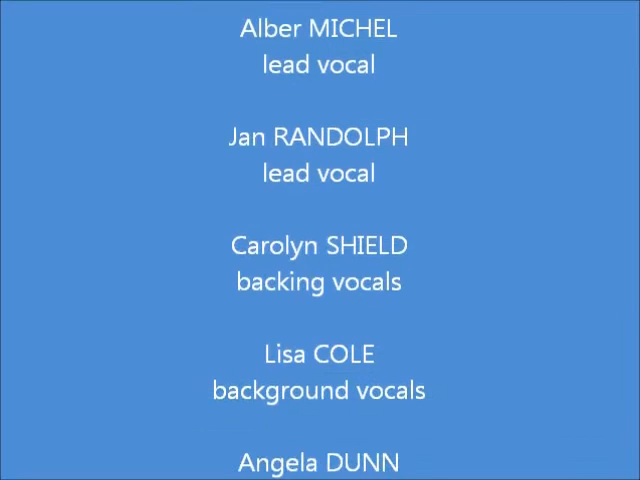 Alber MICHEL
lead vocal
Jan RANDOLPH
lead vocal
Carolyn SHIELD
backing vocals
Lisa COLE
background vocals
Angela DUNN